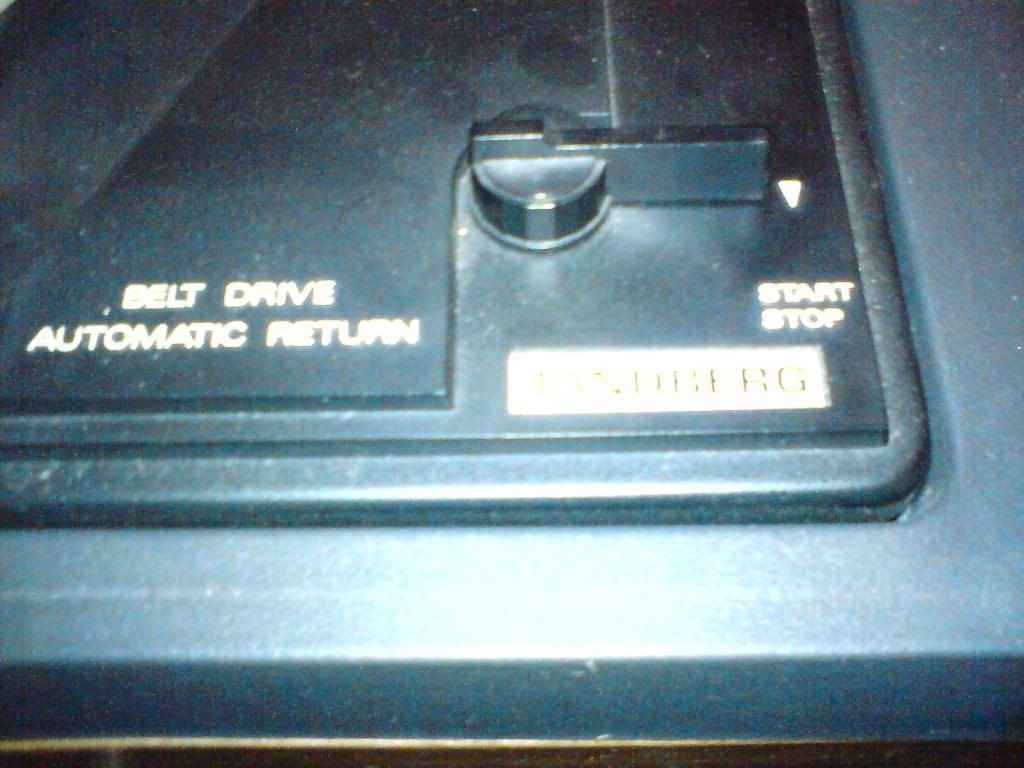 BELT DRIVE
AUTOMATIC RETURN
START
STOP
TANDBERG